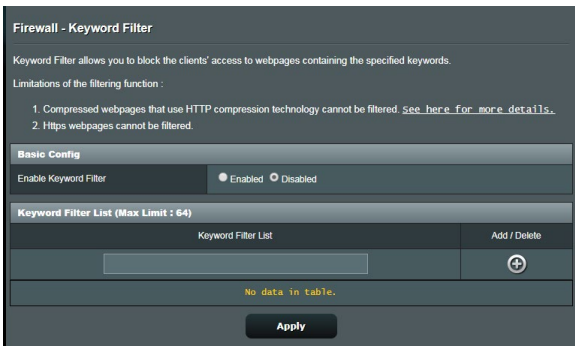 Firewall - Keyword Filter
Keyword Filter allows you to block the clients' access to webpages containing the specified keywords.
Limitations of the filtering function :
1. Compressed webpages that use HTTP compression technology cannot be filtered. See here for more details.
2. Https webpages cannot be filtered.
Basic Config
Enable Keyword Filter Enabled Disabled
Keyword Filter List (Max Limit : 64)
Keyword Filter List Add / Delete
No data in table.
Apply